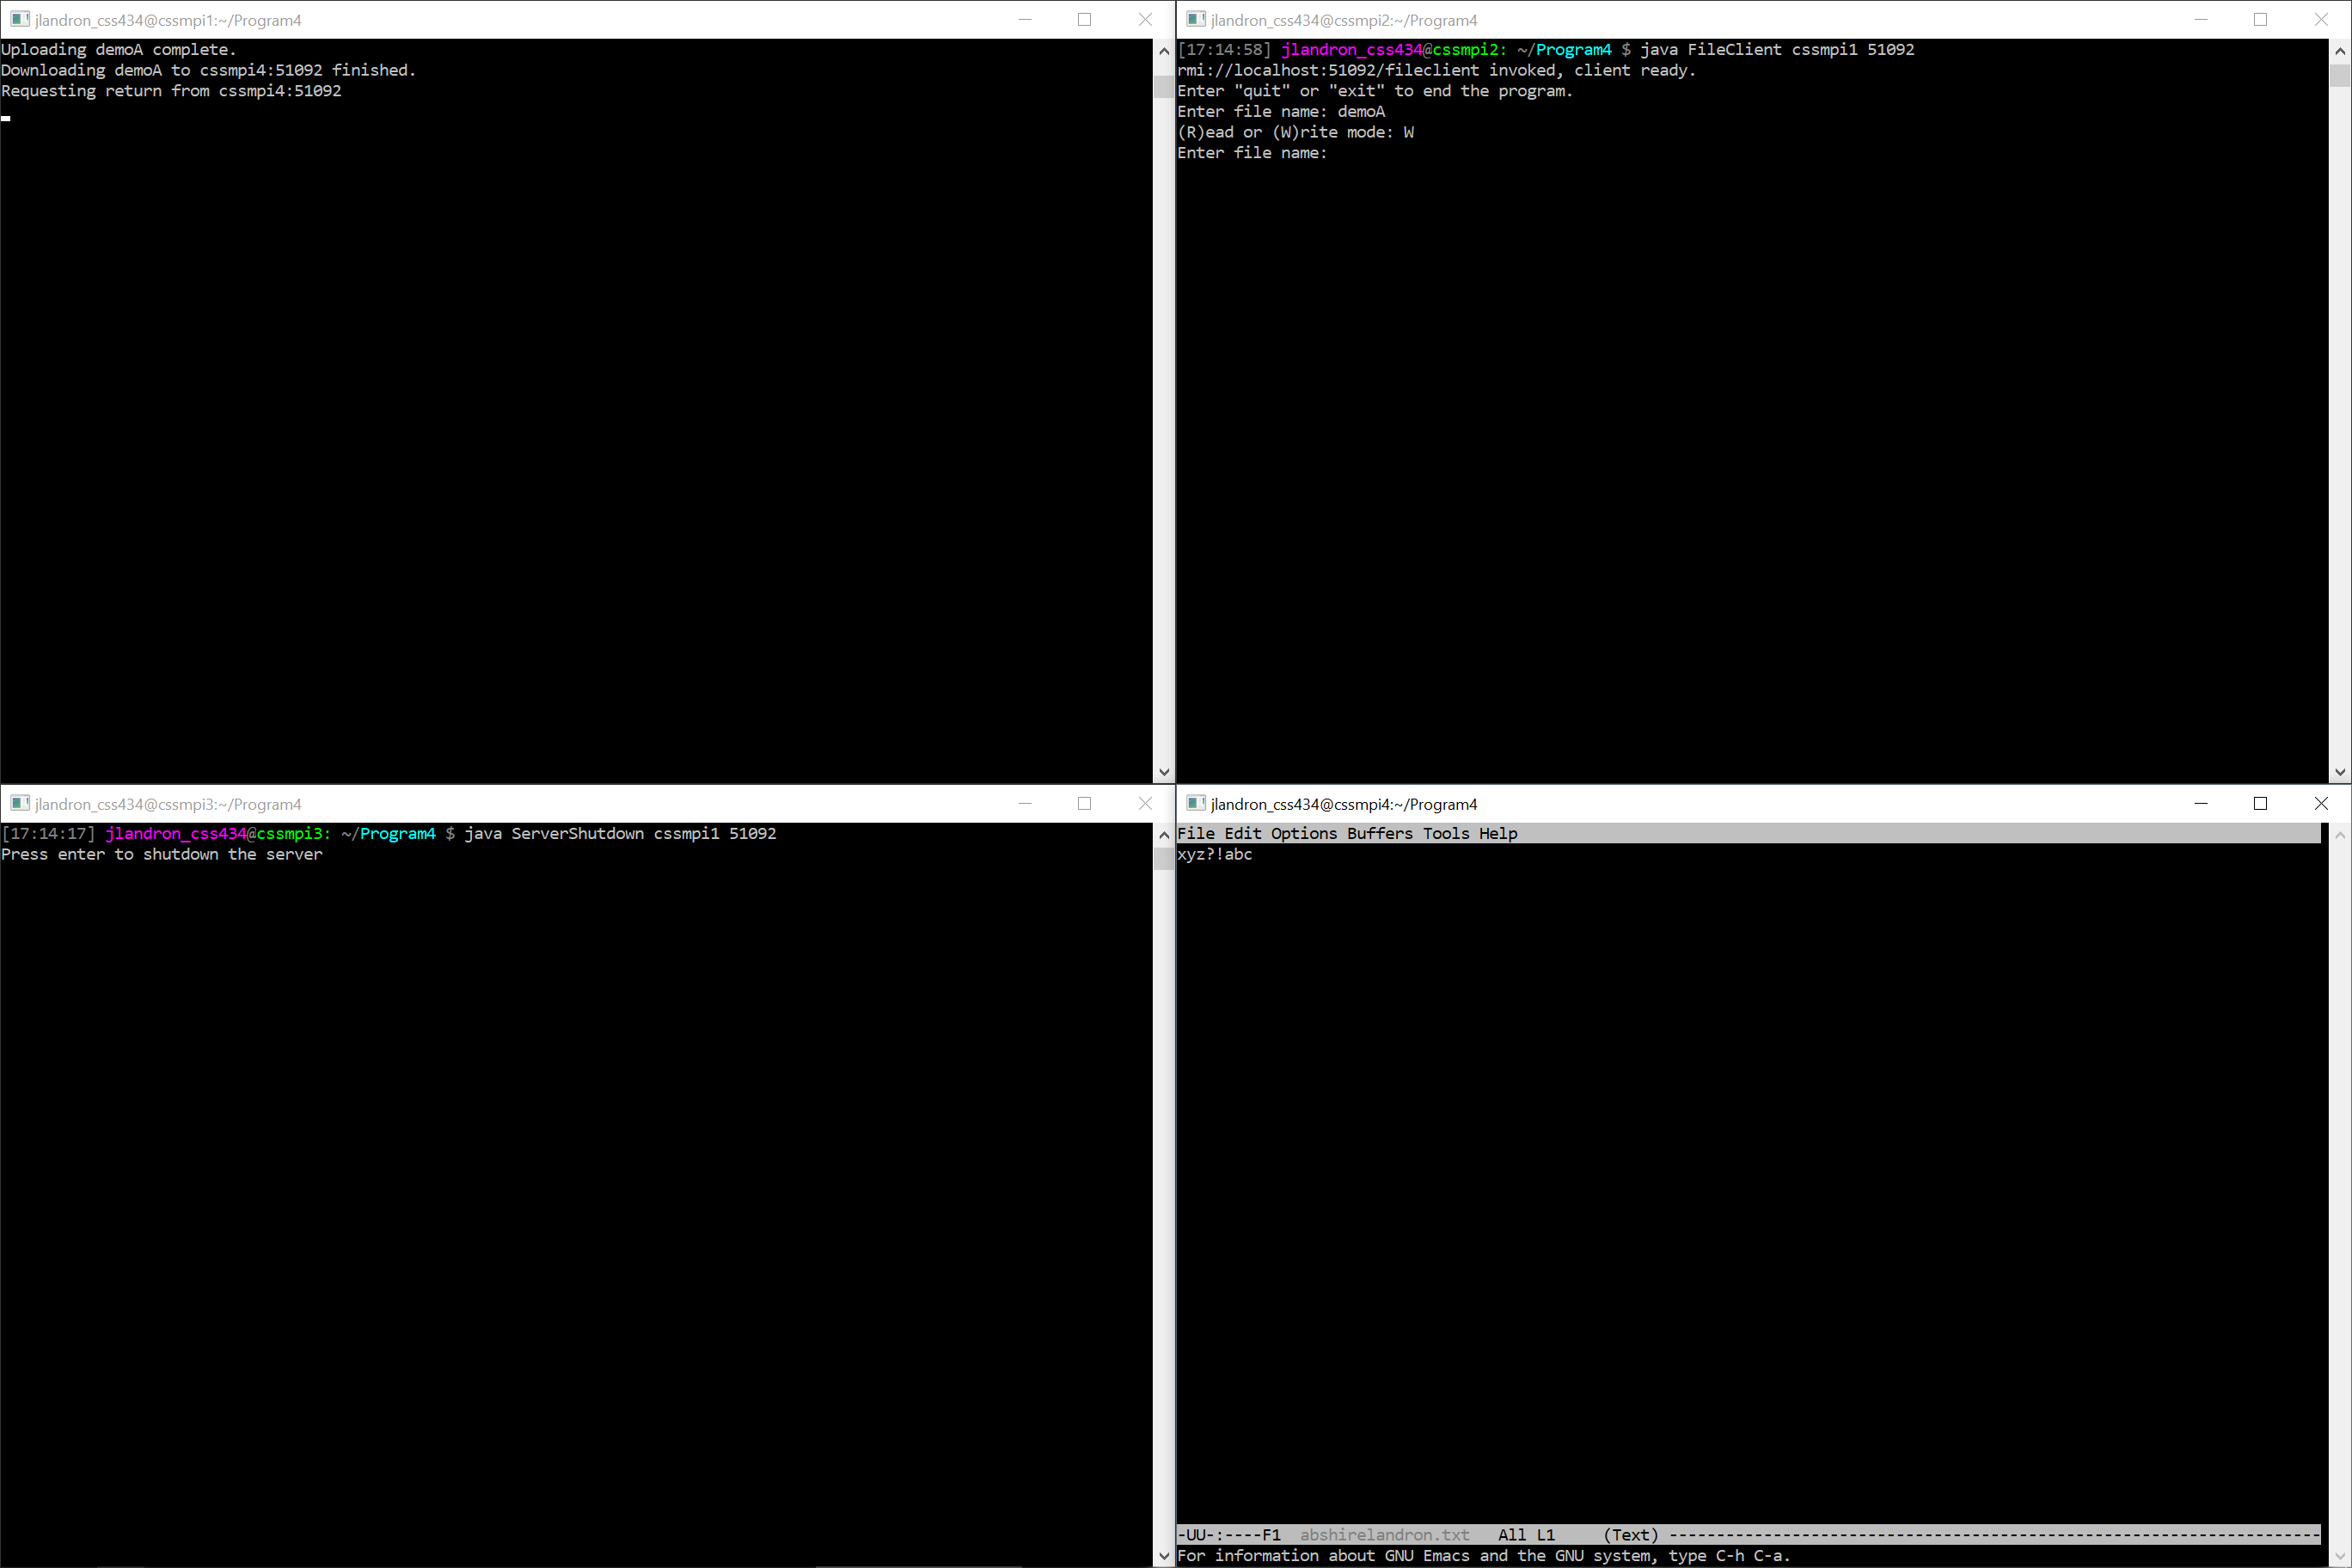 jlandron_css434@cssmpi1:~/Program4
Uploading demoA complete.
Downloading demoA to cssmpi4:51092 finished.
Requesting return from cssmpi4:51092
jlandron_css434@cssmpi2:~/Program4
[17:14:58] jlandron_css434@cssmpi2: ~/Program4 $ java FileClient cssmpi1 51092
rmi://localhost:51092/fileclient invoked, client ready.
Enter "quit" or "exit" to end the program.
Enter file name: demoA
(R)ead or (W)rite mode: W
Enter file name:
jlandron_css434@cssmpi3:~/Program4
[17:14:17] jlandron_css434@cssmpi3: ~/Program4 $ java ServerShutdown cssmpi1 51092
Press enter to shutdown the server
jlandron_css434@cssmpi4:~/Program4
File Edit Options Buffers Tools Help
xyz?!abc
-UU-:----F1  abshirelandron.txt   All L1     (Text) ---------------------------------------------------------------------
For information about GNU Emacs and the GNU system, type C-h C-a.